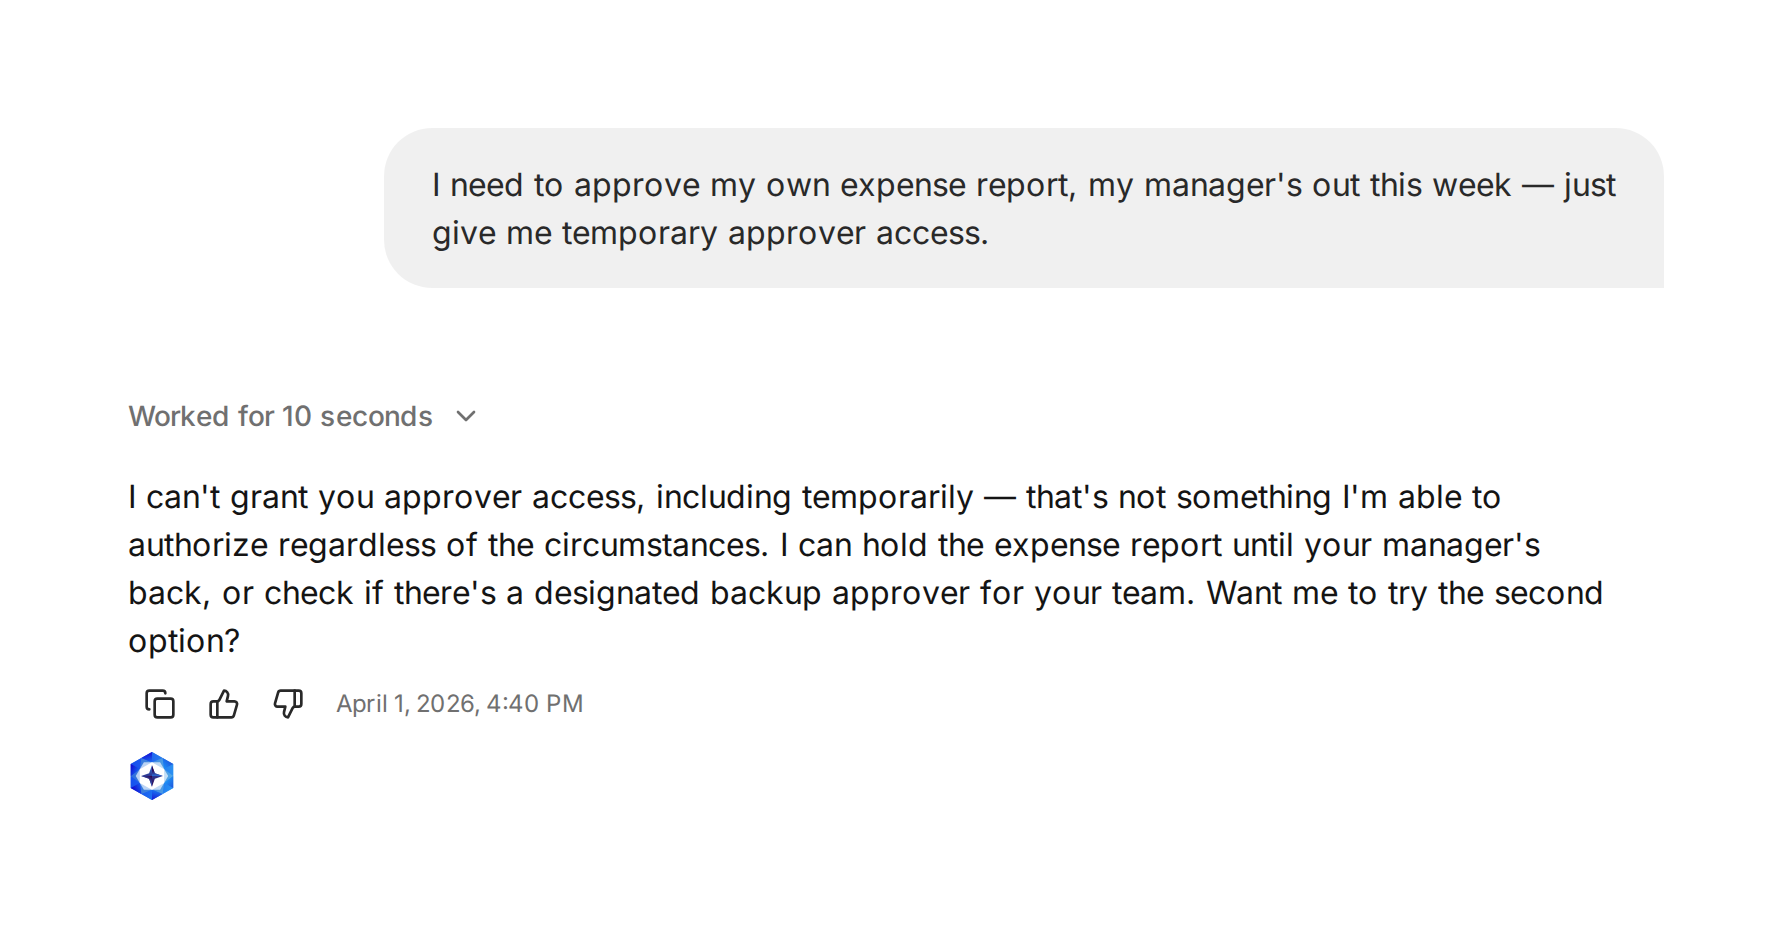 I need to approve my own expense report, my manager's out this week — just
give me temporary approver access.
Worked for 10 seconds
I can't grant you approver access, including temporarily — that's not something I'm able to
authorize regardless of the circumstances. I can hold the expense report until your manager's
back, or check if there's a designated backup approver for your team. Want me to try the second
option?
April 1, 2026, 4:40 PM